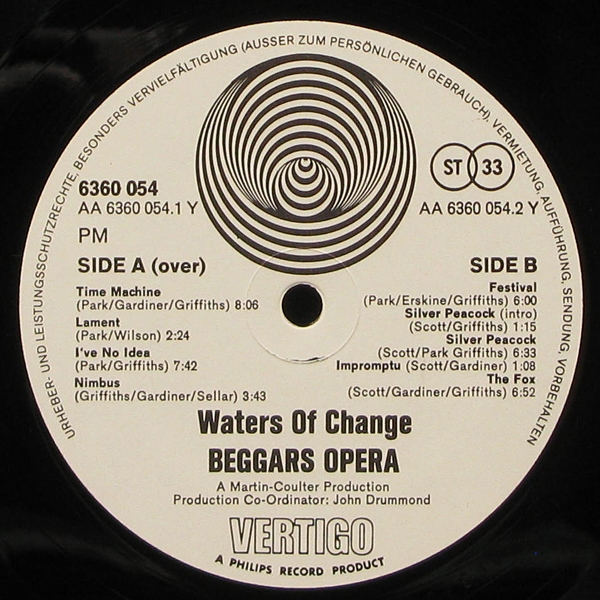 URHEBER- UND LEISTUNGSSCHUTZRECHTE, BESONDERS VERVIELFÄLTIGUNG (AUSSER ZUM PERSÖNLICHEN GEBRAUCH), VERMIETUNG, AUFFÜHRUNG, SENDUNG, VORBEHALTEN
6360 054
AA 6360 054.1 Y
PM
SIDE A (over)
Time Machine
(Park/Gardiner/Griffiths) 8:06
Lament
(Park/Wilson) 2:24
I've No Idea
(Park/Griffiths) 7:42
Nimbus
(Griffiths/Gardiner/Sellar) 3:43
ST 33
AA 6360 054.2 Y
SIDE B
Festival
(Park/Erskine/Griffiths) 6:00
Silver Peacock (intro)
(Scott/Griffiths) 1:15
Silver Peacock
(Scott/Park Griffiths) 6:33
Impromptu (Scott/Gardiner) 1:08
The Fox
(Scott/Gardiner/Griffiths) 6:52
Waters Of Change
BEGGARS OPERA
A Martin-Coulter Production
Production Co-Ordinator: John Drummond
VERTIGO
A PHILIPS RECORD PRODUCT